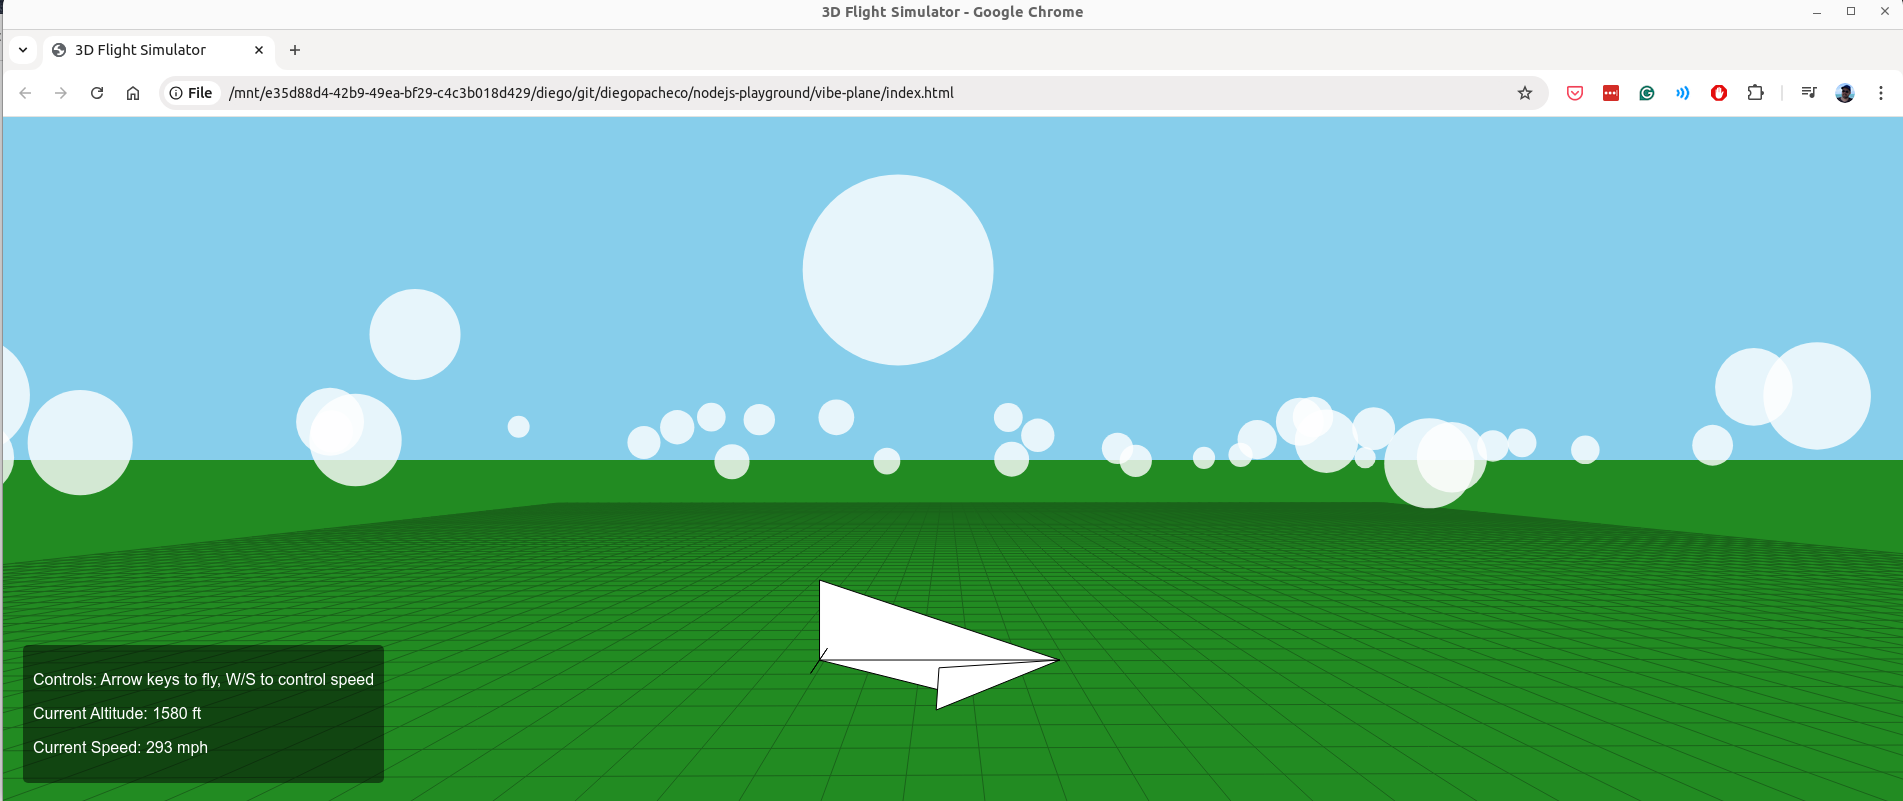 3D Flight Simulator - Google Chrome
3D Flight Simulator
File
/mnt/e35d88d4-42b9-49ea-bf29-c4c3b018d429/diego/git/diegopacheco/nodejs-playground/vibe-plane/index.html
Controls: Arrow keys to fly, W/S to control speed
Current Altitude: 1580 ft
Current Speed: 293 mph